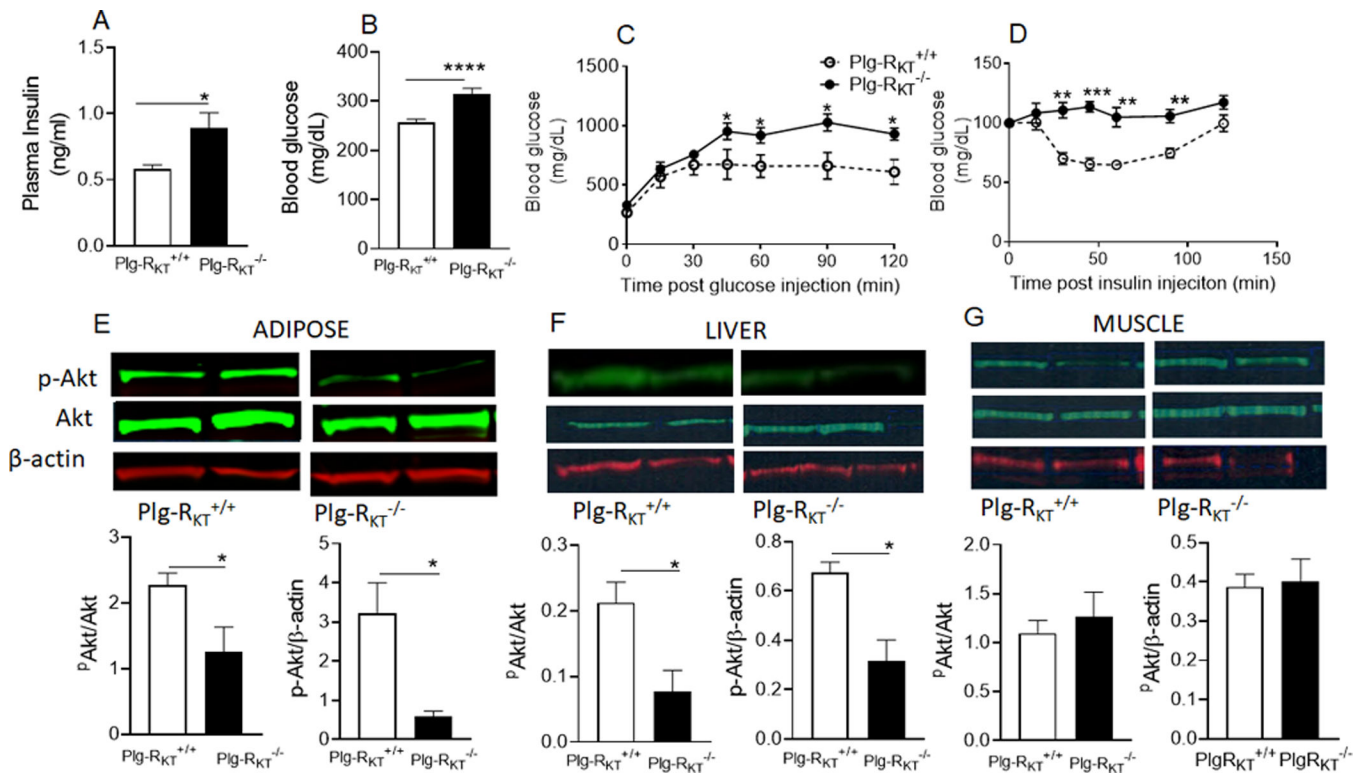 A
Plasma Insulin
(ng/ml)
1.5
1.0
0.5
0.0
*
Plg-RKT+/+ Plg-RKT-/-
B
Blood glucose
(mg/dL)
400
300
200
100
0
****
Plg-RKT+/+ Plg-RKT-/-
C
Plg-RKT+/+
Plg-RKT-/-
Blood glucose
(mg/dL)
1500
1000
500
0
* * * *
0 30 60 90 120
Time post glucose injection (min)
D
Blood glucose
(mg/dL)
150
100
50
0
** *** ** **
0 50 100 150
Time post insulin injeciton (min)
E
ADIPOSE
p-Akt
Akt
β-actin
Plg-RKT+/+ Plg-RKT-/-
pAkt/Akt
3
2
1
0
*
Plg-RKT+/+ Plg-RKT-/-
p-Akt/β-actin
5
4
3
2
1
0
*
Plg-RKT+/+ Plg-RKT-/-
F
LIVER
Plg-RKT+/+ Plg-RKT-/-
pAkt/Akt
0.3
0.2
0.1
0.0
*
Plg-RKT+/+ Plg-RKT-/-
p-Akt/β-actin
0.8
0.6
0.4
0.2
0.0
*
Plg-RKT+/+ Plg-RKT-/-
G
MUSCLE
Plg-RKT+/+ Plg-RKT-/-
pAkt/Akt
2.0
1.5
1.0
0.5
0.0
Plg-RKT+/+ Plg-RKT-/-
pAkt/β-actin
0.5
0.4
0.3
0.2
0.1
0.0
PlgRKT+/+ PlgRKT-/-